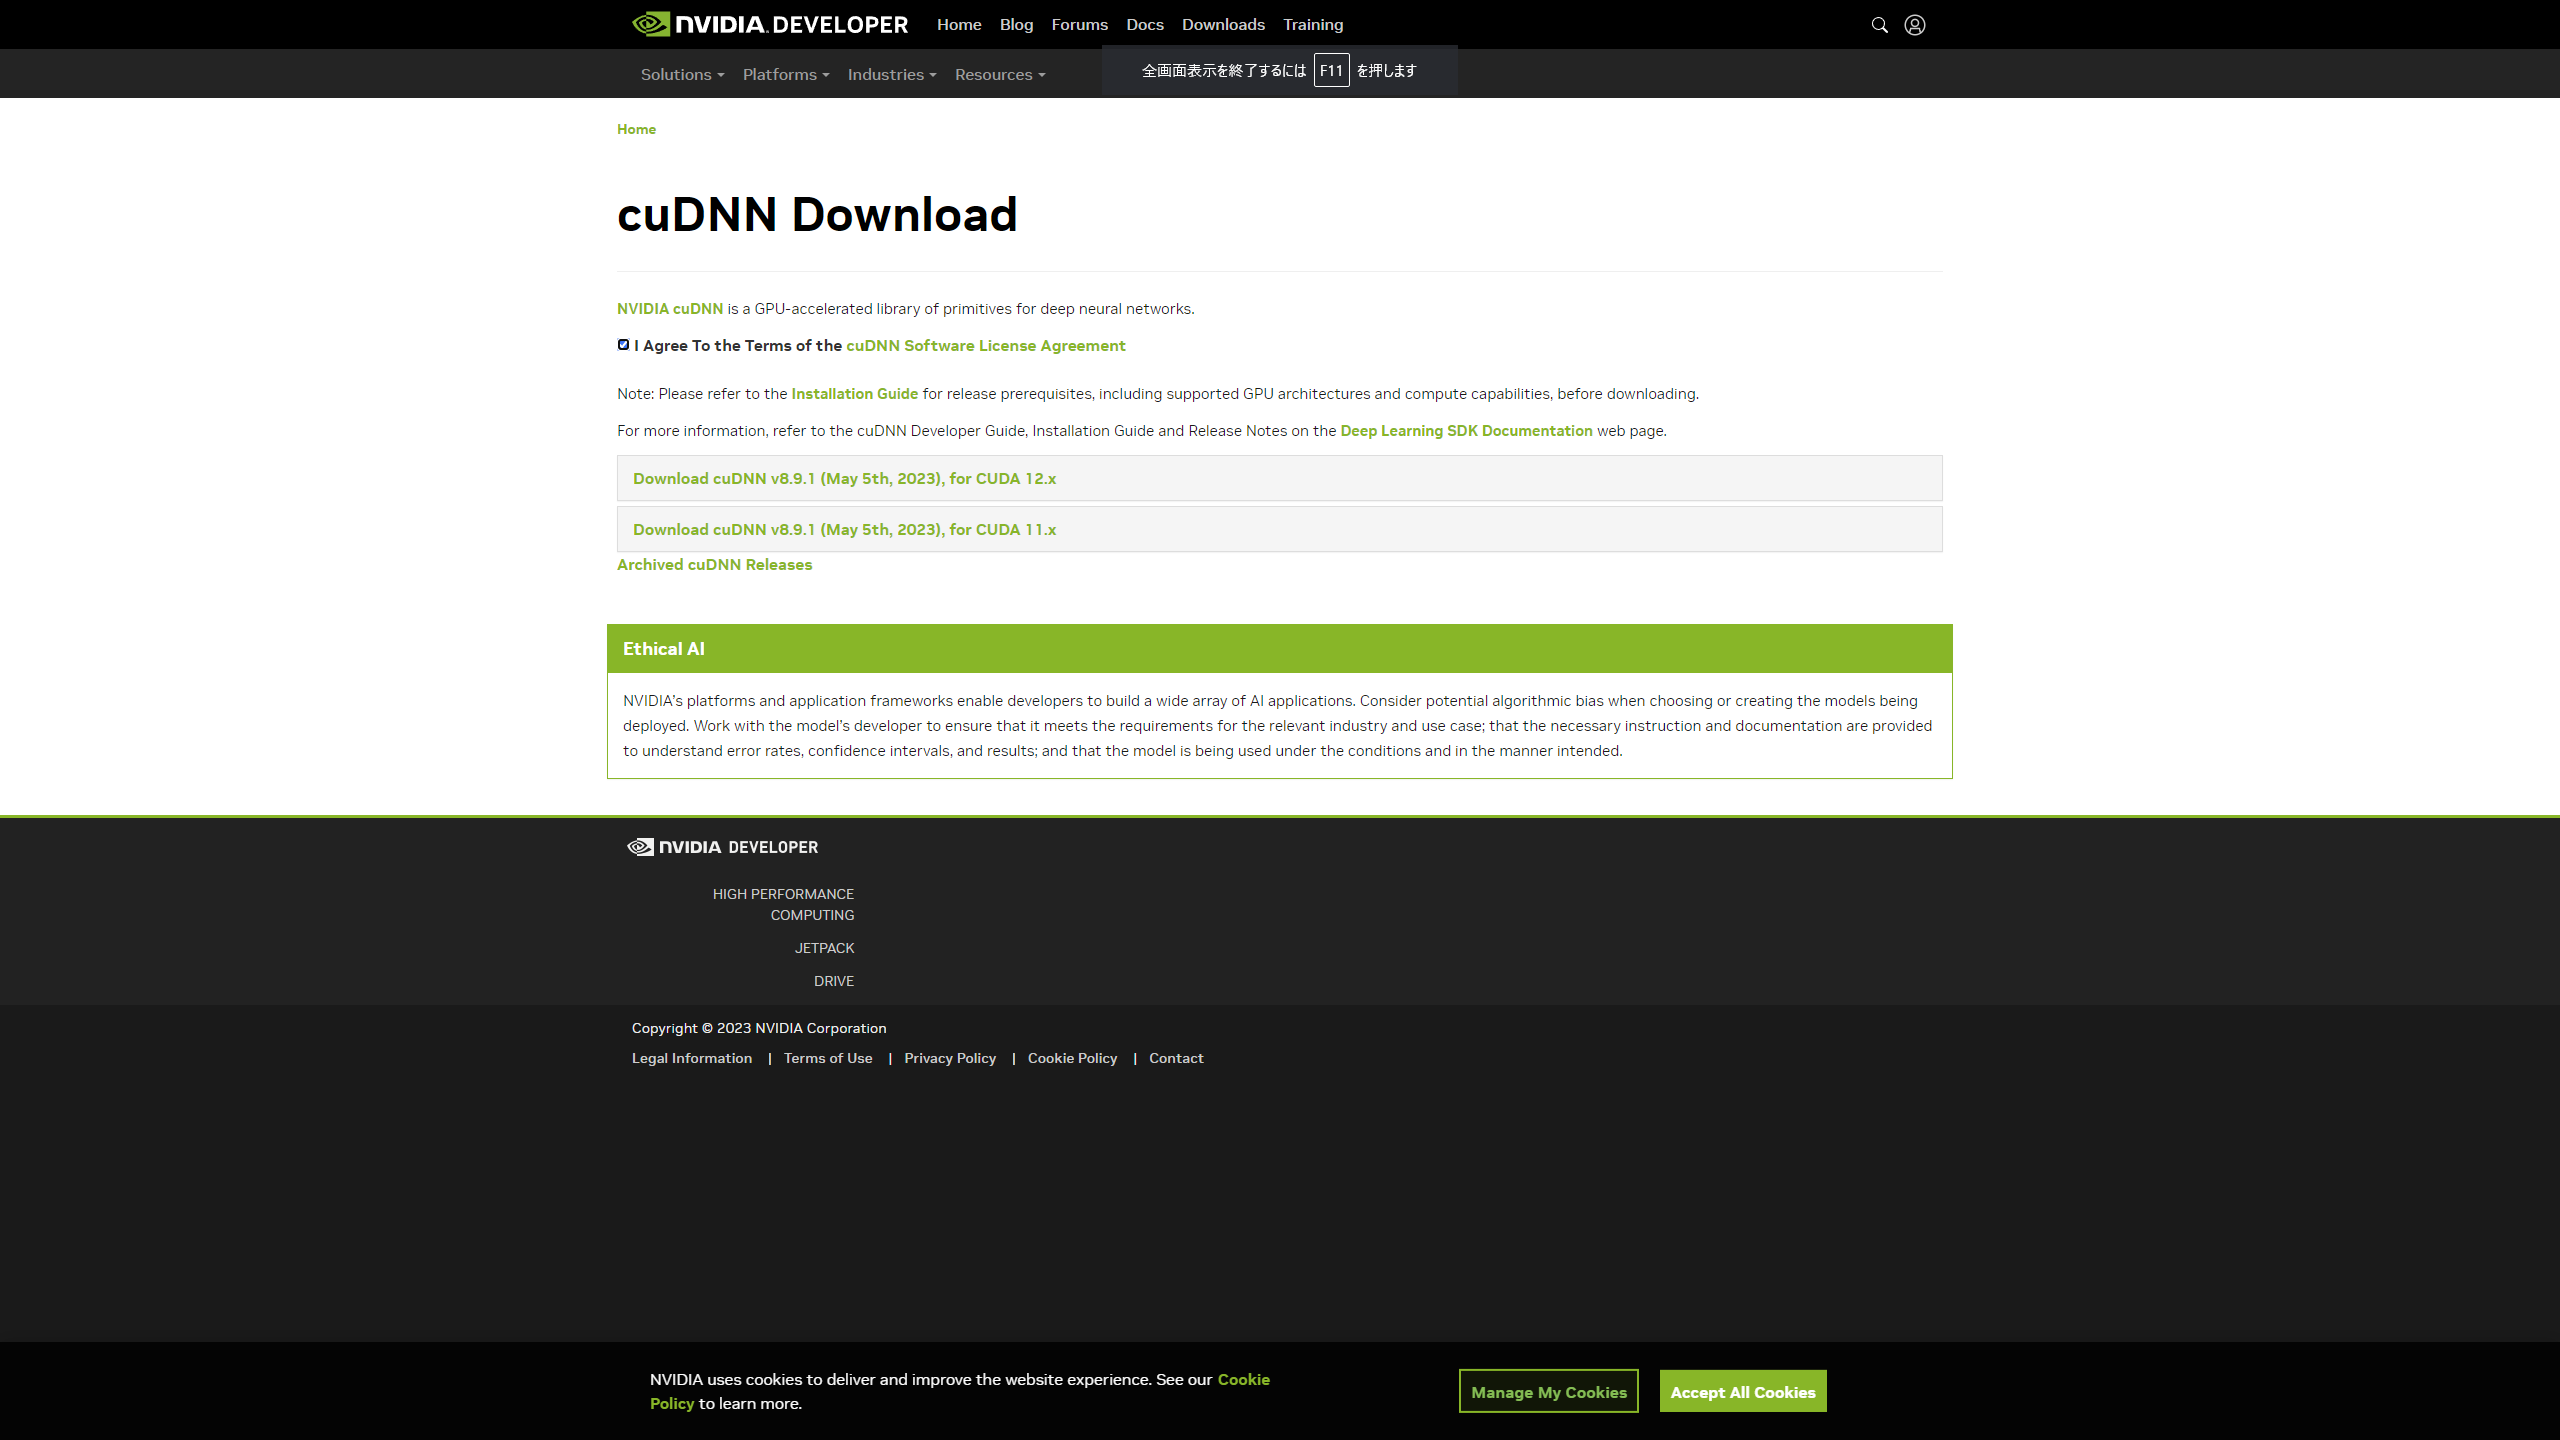 NVIDIA. DEVELOPER Home Blog Forums Docs Downloads Training
Solutions Platforms Industries Resources
全画面表示を終了するには F11 を押します
Home
cuDNN Download
NVIDIA cuDNN is a GPU-accelerated library of primitives for deep neural networks.
I Agree To the Terms of the cuDNN Software License Agreement
Note: Please refer to the Installation Guide for release prerequisites, including supported GPU architectures and compute capabilities, before downloading.
For more information, refer to the cuDNN Developer Guide, Installation Guide and Release Notes on the Deep Learning SDK Documentation web page.
Download cuDNN v8.9.1 (May 5th, 2023), for CUDA 12.x
Download cuDNN v8.9.1 (May 5th, 2023), for CUDA 11.x
Archived cuDNN Releases
Ethical AI
NVIDIA’s platforms and application frameworks enable developers to build a wide array of AI applications. Consider potential algorithmic bias when choosing or creating the models being
deployed. Work with the model’s developer to ensure that it meets the requirements for the relevant industry and use case; that the necessary instruction and documentation are provided
to understand error rates, confidence intervals, and results; and that the model is being used under the conditions and in the manner intended.
NVIDIA DEVELOPER
HIGH PERFORMANCE
COMPUTING
JETPACK
DRIVE
Copyright © 2023 NVIDIA Corporation
Legal Information | Terms of Use | Privacy Policy | Cookie Policy | Contact
NVIDIA uses cookies to deliver and improve the website experience. See our Cookie
Policy to learn more.
Manage My Cookies Accept All Cookies